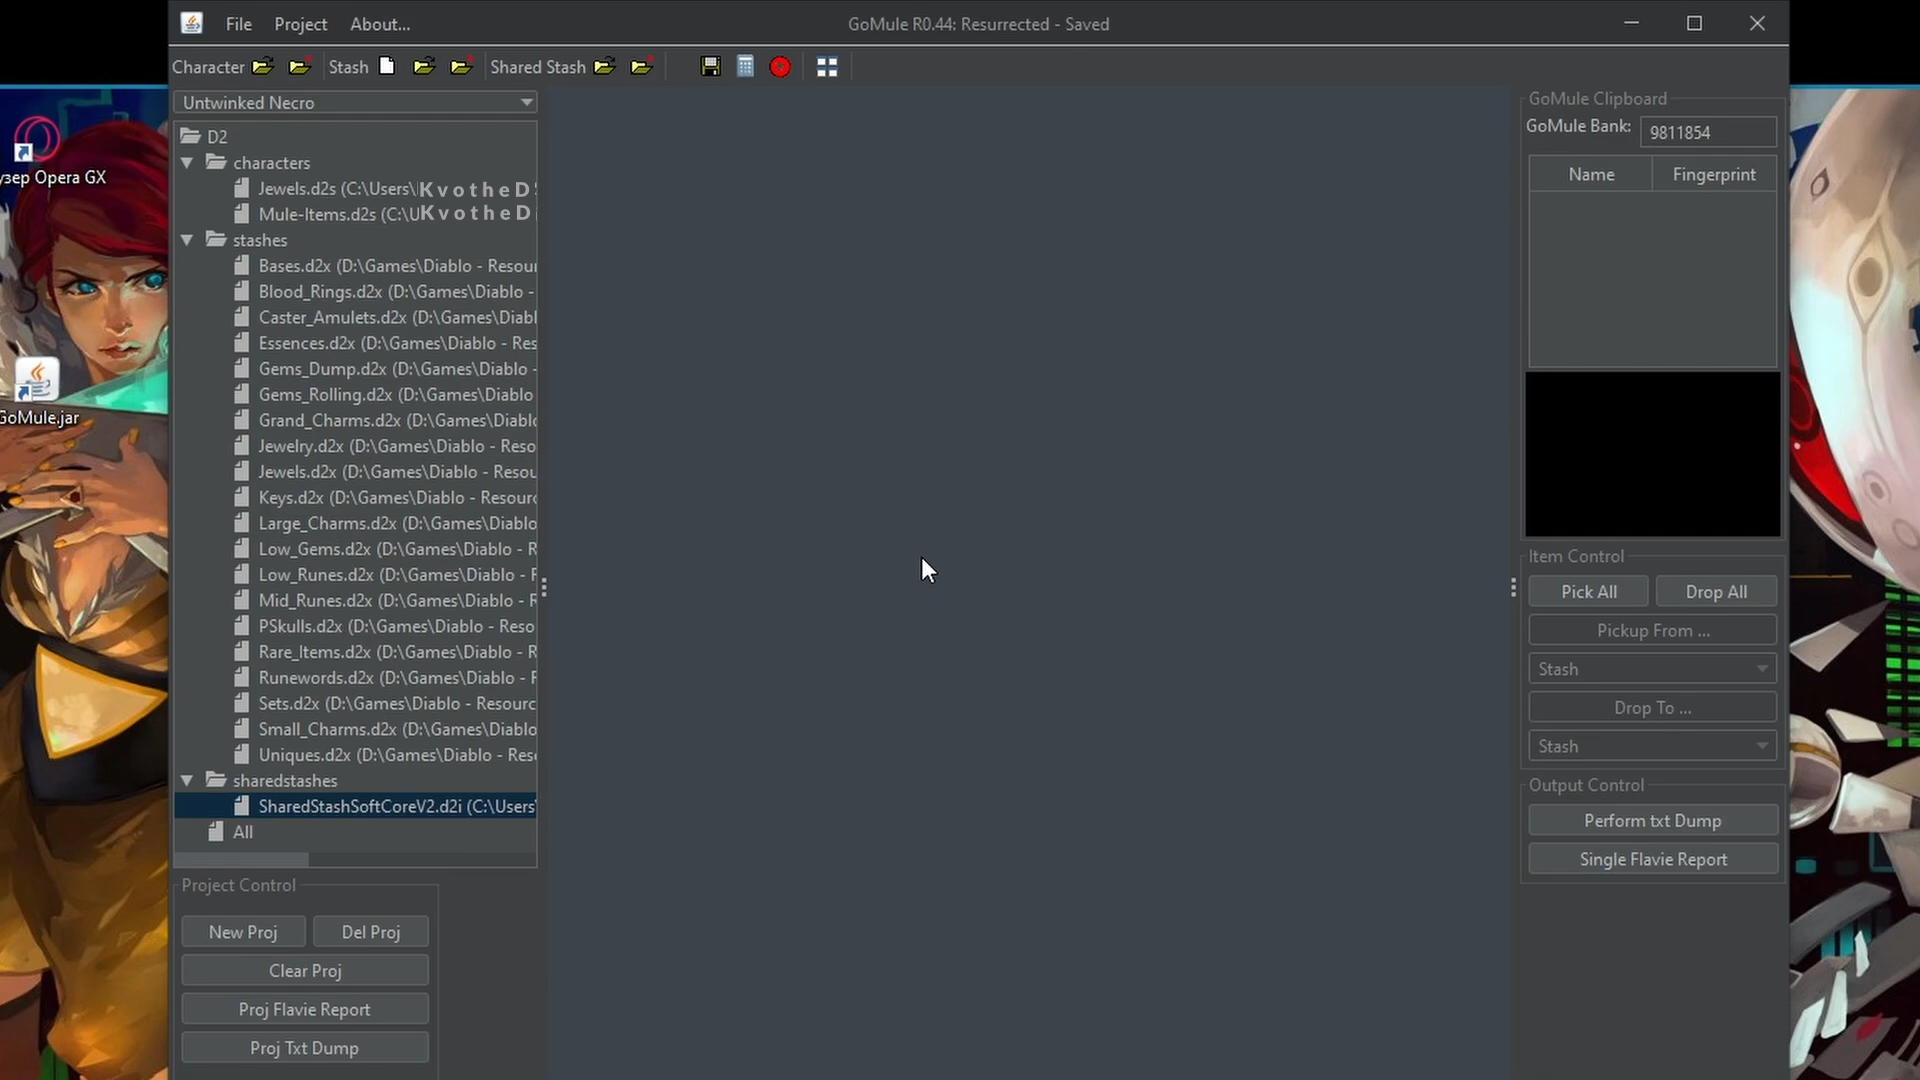 File Project About... GoMule R0.44: Resurrected - Saved
Character Stash Shared Stash
Untwinked Necro
D2
characters
Jewels.d2s (C:\Users\KvotheD
Mule-Items.d2s (C:\UKvotheD
stashes
Bases.d2x (D:\Games\Diablo - Resour
Blood_Rings.d2x (D:\Games\Diablo -
Caster_Amulets.d2x (D:\Games\Diabl
Essences.d2x (D:\Games\Diablo - Res
Gems_Dump.d2x (D:\Games\Diablo -
Gems_Rolling.d2x (D:\Games\Diablo
Grand_Charms.d2x (D:\Games\Diablo
Jewelry.d2x (D:\Games\Diablo - Reso
Jewels.d2x (D:\Games\Diablo - Resou
Keys.d2x (D:\Games\Diablo - Resourc
Large_Charms.d2x (D:\Games\Diablo
Low_Gems.d2x (D:\Games\Diablo - R
Low_Runes.d2x (D:\Games\Diablo - R
Mid_Runes.d2x (D:\Games\Diablo - R
PSkulls.d2x (D:\Games\Diablo - Reso
Rare_Items.d2x (D:\Games\Diablo - R
Runewords.d2x (D:\Games\Diablo - R
Sets.d2x (D:\Games\Diablo - Resourc
Small_Charms.d2x (D:\Games\Diablo
Uniques.d2x (D:\Games\Diablo - Res
sharedstashes
SharedStashSoftCoreV2.d2i (C:\Users\
All
Project Control
New Proj Del Proj
Clear Proj
Proj Flavie Report
Proj Txt Dump
GoMule Clipboard
GoMule Bank: 9811854
Name Fingerprint
Item Control
Pick All Drop All
Pickup From ...
Stash
Drop To ...
Stash
Output Control
Perform txt Dump
Single Flavie Report
узер Opera GX
GoMule.jar